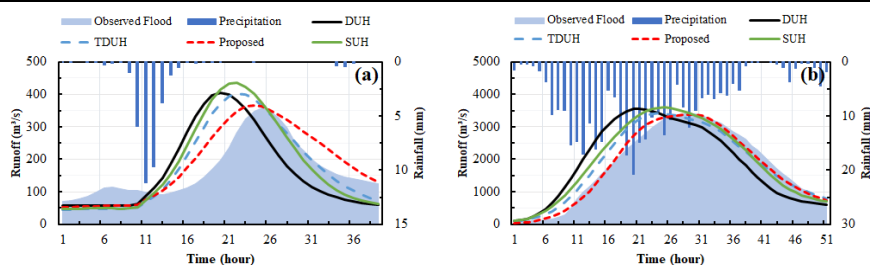 Observed Flood Precipitation DUH
TDUH Proposed SUH
500 400 300 200 100 0
Runoff (m³/s)
(a)
0 5 10 15
Rainfall (mm)
1 6 11 16 21 26 31 36
Time (hour)
Observed Flood Precipitation DUH
TDUH Proposed SUH
5000 4000 3000 2000 1000 0
Runoff (m³/s)
(b)
0 10 20 30
Rainfall (mm)
1 6 11 16 21 26 31 36 41 46 51
Time (hour)